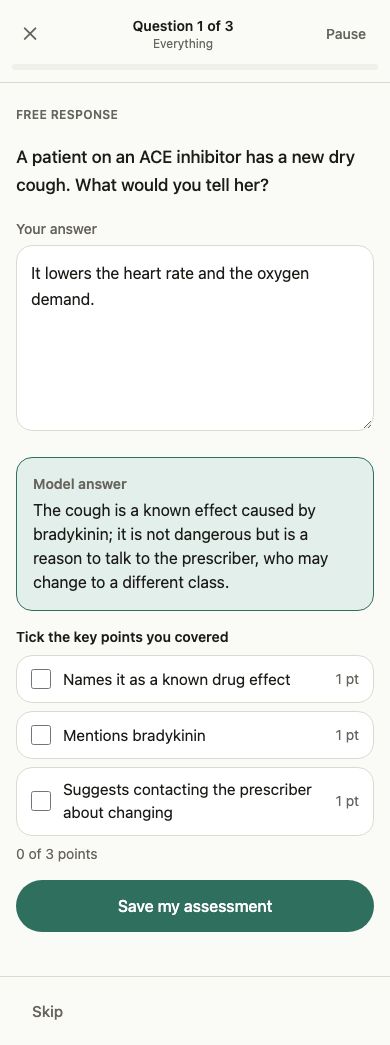 Question 1 of 3
Everything
Pause
FREE RESPONSE
A patient on an ACE inhibitor has a new dry
cough. What would you tell her?
Your answer
It lowers the heart rate and the oxygen
demand.
Model answer
The cough is a known effect caused by
bradykinin; it is not dangerous but is a
reason to talk to the prescriber, who may
change to a different class.
Tick the key points you covered
Names it as a known drug effect
1 pt
Mentions bradykinin
1 pt
Suggests contacting the prescriber
about changing
1 pt
0 of 3 points
Save my assessment
Skip